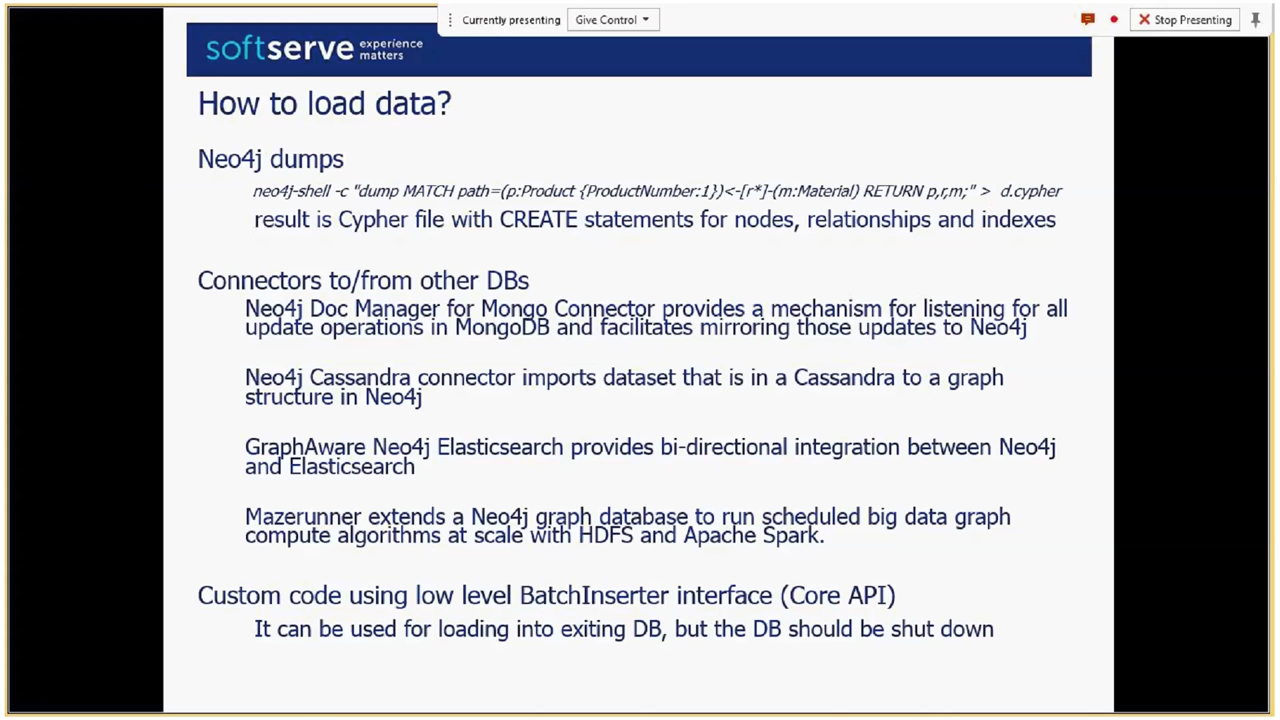 Currently presenting
Give Control
Stop Presenting
softserve experience matters
How to load data?
Neo4j dumps
neo4j-shell -c "dump MATCH path=(p:Product {ProductNumber:1})<-[r*]-(m:Material) RETURN p,r,m;" > d.cypher
result is Cypher file with CREATE statements for nodes, relationships and indexes
Connectors to/from other DBs
Neo4j Doc Manager for Mongo Connector provides a mechanism for listening for all
update operations in MongoDB and facilitates mirroring those updates to Neo4j
Neo4j Cassandra connector imports dataset that is in a Cassandra to a graph
structure in Neo4j
GraphAware Neo4j Elasticsearch provides bi-directional integration between Neo4j
and Elasticsearch
Mazerunner extends a Neo4j graph database to run scheduled big data graph
compute algorithms at scale with HDFS and Apache Spark.
Custom code using low level BatchInserter interface (Core API)
It can be used for loading into exiting DB, but the DB should be shut down